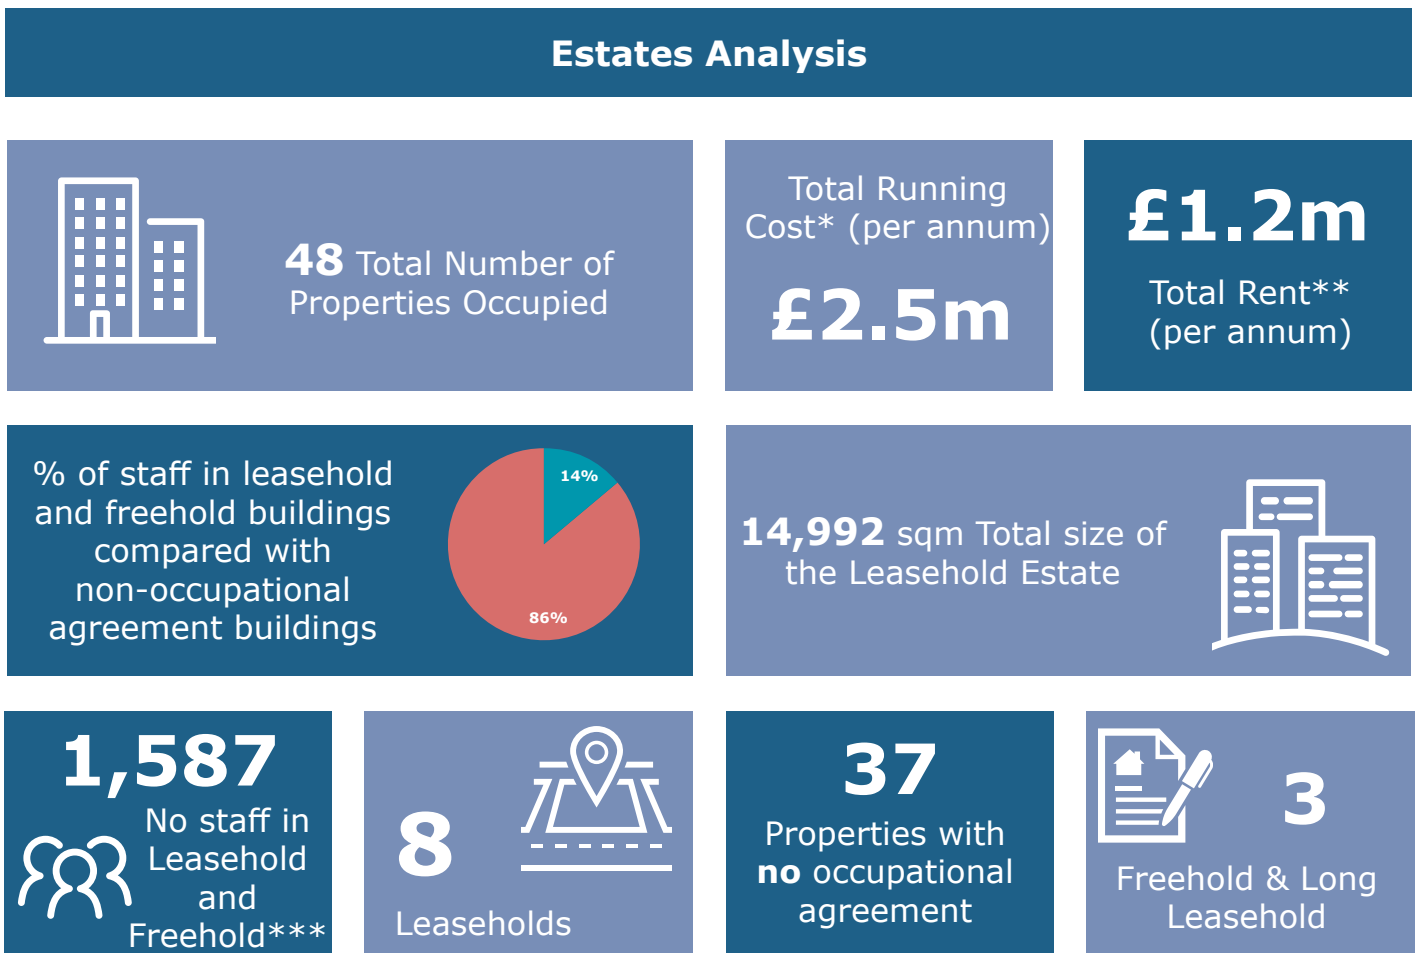 Estates Analysis
48 Total Number of
Properties Occupied
Total Running
Cost* (per annum)
£2.5m
£1.2m
Total Rent**
(per annum)
% of staff in leasehold
and freehold buildings
compared with
non-occupational
agreement buildings
14%
86%
14,992 sqm Total size of
the Leasehold Estate
1,587
No staff in
Leasehold
and
Freehold***
8
Leaseholds
37
Properties with
no occupational
agreement
3
Freehold & Long
Leasehold